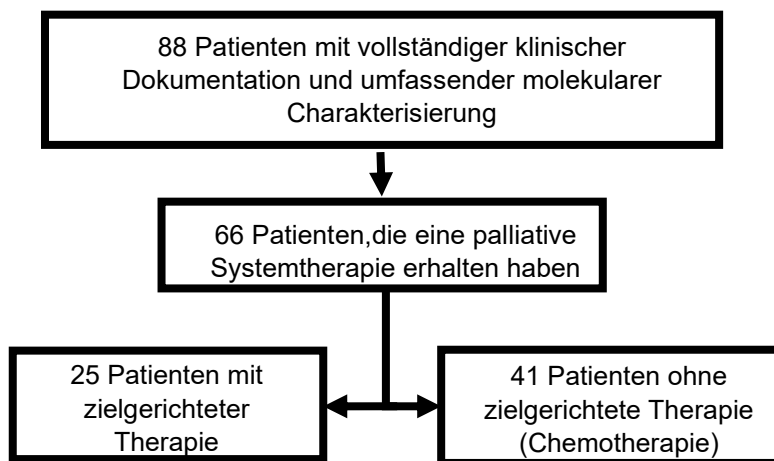 88 Patienten mit vollständiger klinischer
Dokumentation und umfassender molekularer
Charakterisierung
66 Patienten,die eine palliative
Systemtherapie erhalten haben
25 Patienten mit
zielgerichteter
Therapie
41 Patienten ohne
zielgerichtete Therapie
(Chemotherapie)